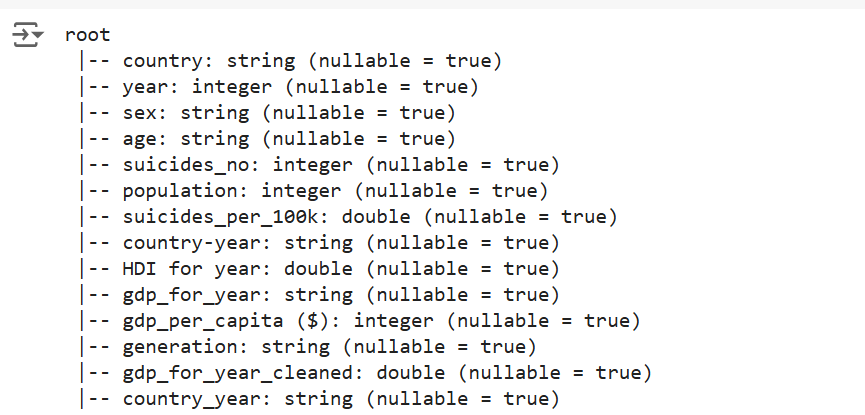 root
 |-- country: string (nullable = true)
 |-- year: integer (nullable = true)
 |-- sex: string (nullable = true)
 |-- age: string (nullable = true)
 |-- suicides_no: integer (nullable = true)
 |-- population: integer (nullable = true)
 |-- suicides_per_100k: double (nullable = true)
 |-- country-year: string (nullable = true)
 |-- HDI for year: double (nullable = true)
 |-- gdp_for_year: string (nullable = true)
 |-- gdp_per_capita ($): integer (nullable = true)
 |-- generation: string (nullable = true)
 |-- gdp_for_year_cleaned: double (nullable = true)
 |-- country_year: string (nullable = true)